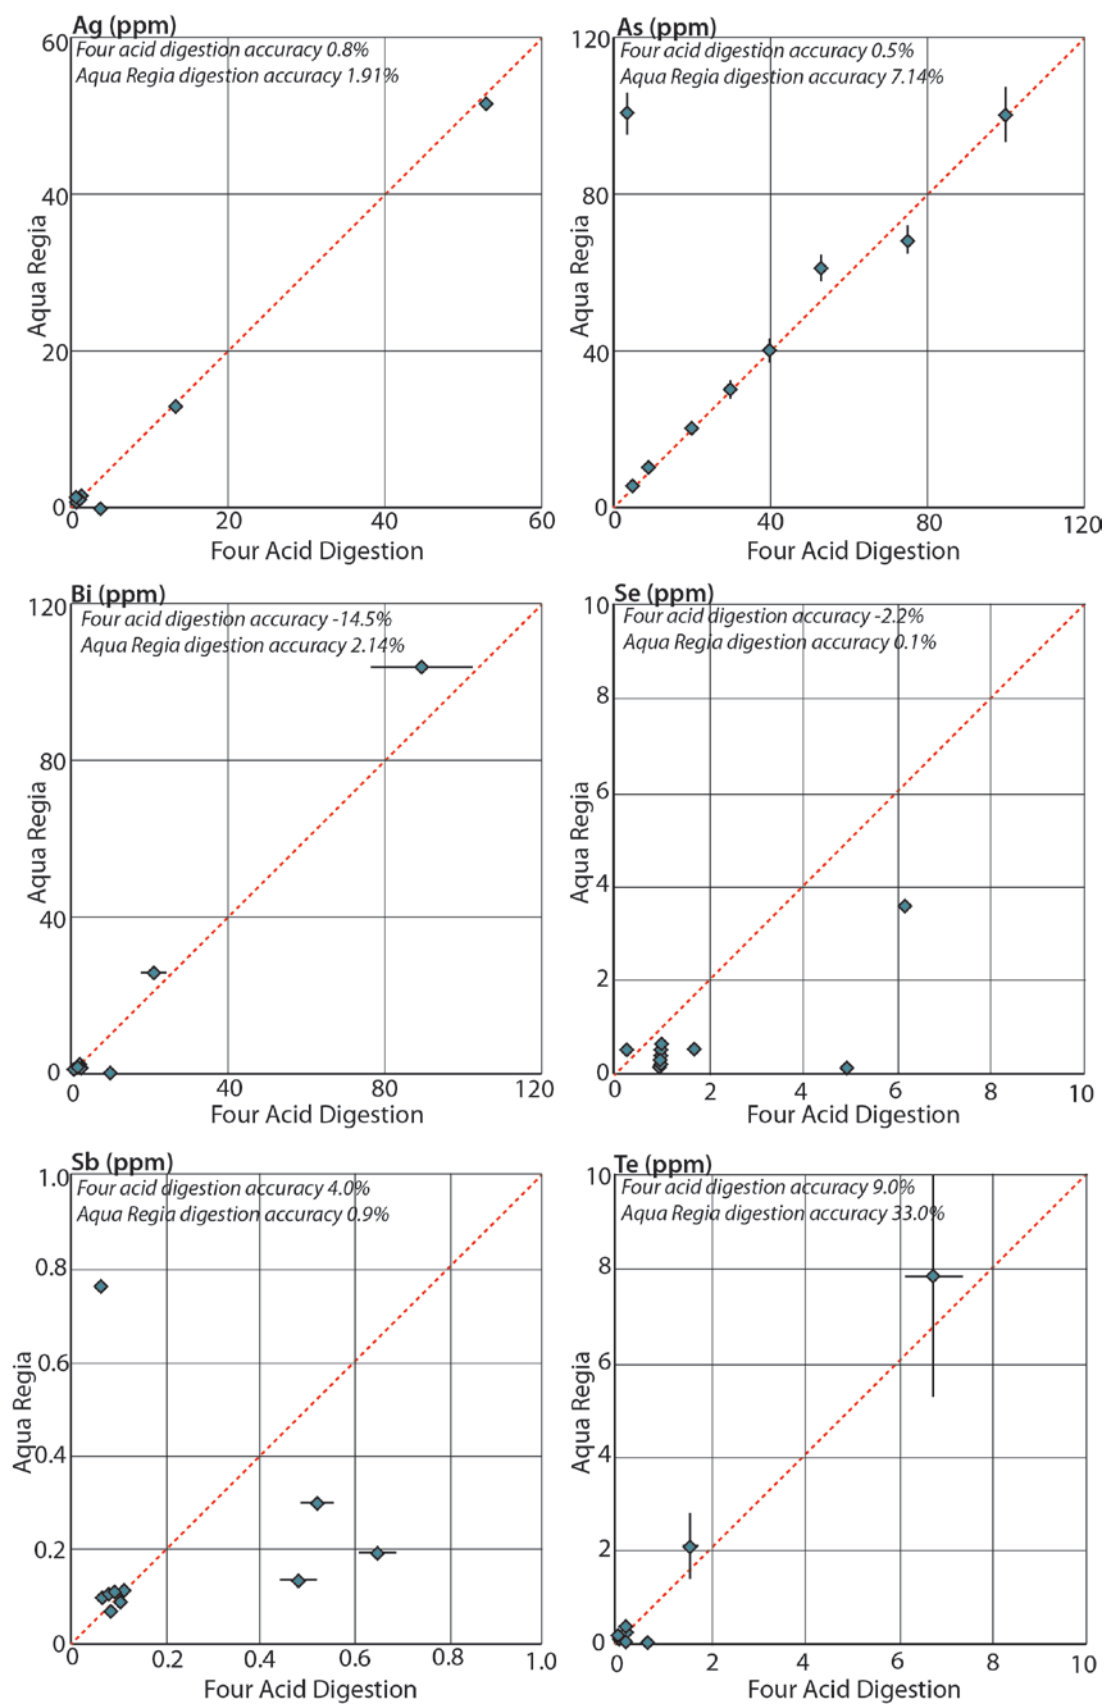 Ag (ppm)
60
Four acid digestion accuracy 0.8%
Aqua Regia digestion accuracy 1.91%
40
Aqua Regia
20
0
0 20 40 60
Four Acid Digestion
As (ppm)
120
Four acid digestion accuracy 0.5%
Aqua Regia digestion accuracy 7.14%
80
Aqua Regia
40
0
0 40 80 120
Four Acid Digestion
Bi (ppm)
120
Four acid digestion accuracy -14.5%
Aqua Regia digestion accuracy 2.14%
80
Aqua Regia
40
0
0 40 80 120
Four Acid Digestion
Se (ppm)
10
Four acid digestion accuracy -2.2%
Aqua Regia digestion accuracy 0.1%
8
6
Aqua Regia
4
2
0
0 2 4 6 8 10
Four Acid Digestion
Sb (ppm)
1.0
Four acid digestion accuracy 4.0%
Aqua Regia digestion accuracy 0.9%
0.8
0.6
Aqua Regia
0.4
0.2
0
0 0.2 0.4 0.6 0.8 1.0
Four Acid Digestion
Te (ppm)
10
Four acid digestion accuracy 9.0%
Aqua Regia digestion accuracy 33.0%
8
6
Aqua Regia
4
2
0
0 2 4 6 8 10
Four Acid Digestion